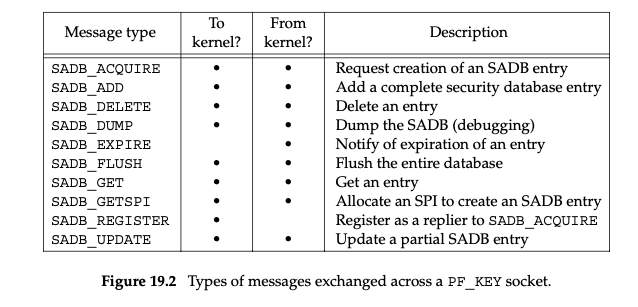 Message type To kernel? From kernel? Description
SADB_ACQUIRE • • Request creation of an SADB entry
SADB_ADD • • Add a complete security database entry
SADB_DELETE • • Delete an entry
SADB_DUMP • • Dump the SADB (debugging)
SADB_EXPIRE • Notify of expiration of an entry
SADB_FLUSH • • Flush the entire database
SADB_GET • • Get an entry
SADB_GETSPI • • Allocate an SPI to create an SADB entry
SADB_REGISTER • Register as a replier to SADB_ACQUIRE
SADB_UPDATE • • Update a partial SADB entry
Figure 19.2 Types of messages exchanged across a PF_KEY socket.